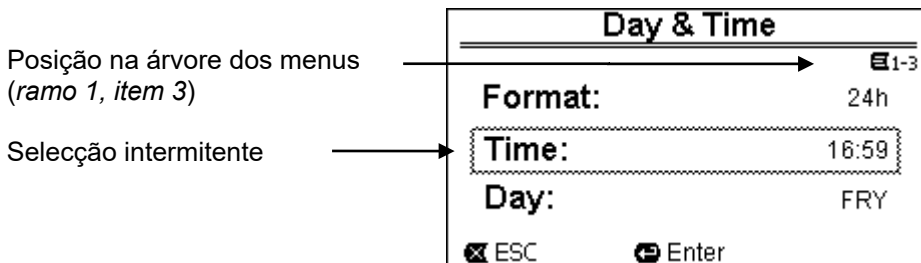 Day & Time
Posição na árvore dos menus
(ramo 1, item 3)
1-3
Format: 24h
Selecção intermitente
Time: 16:59
Day: FRY
ESC Enter